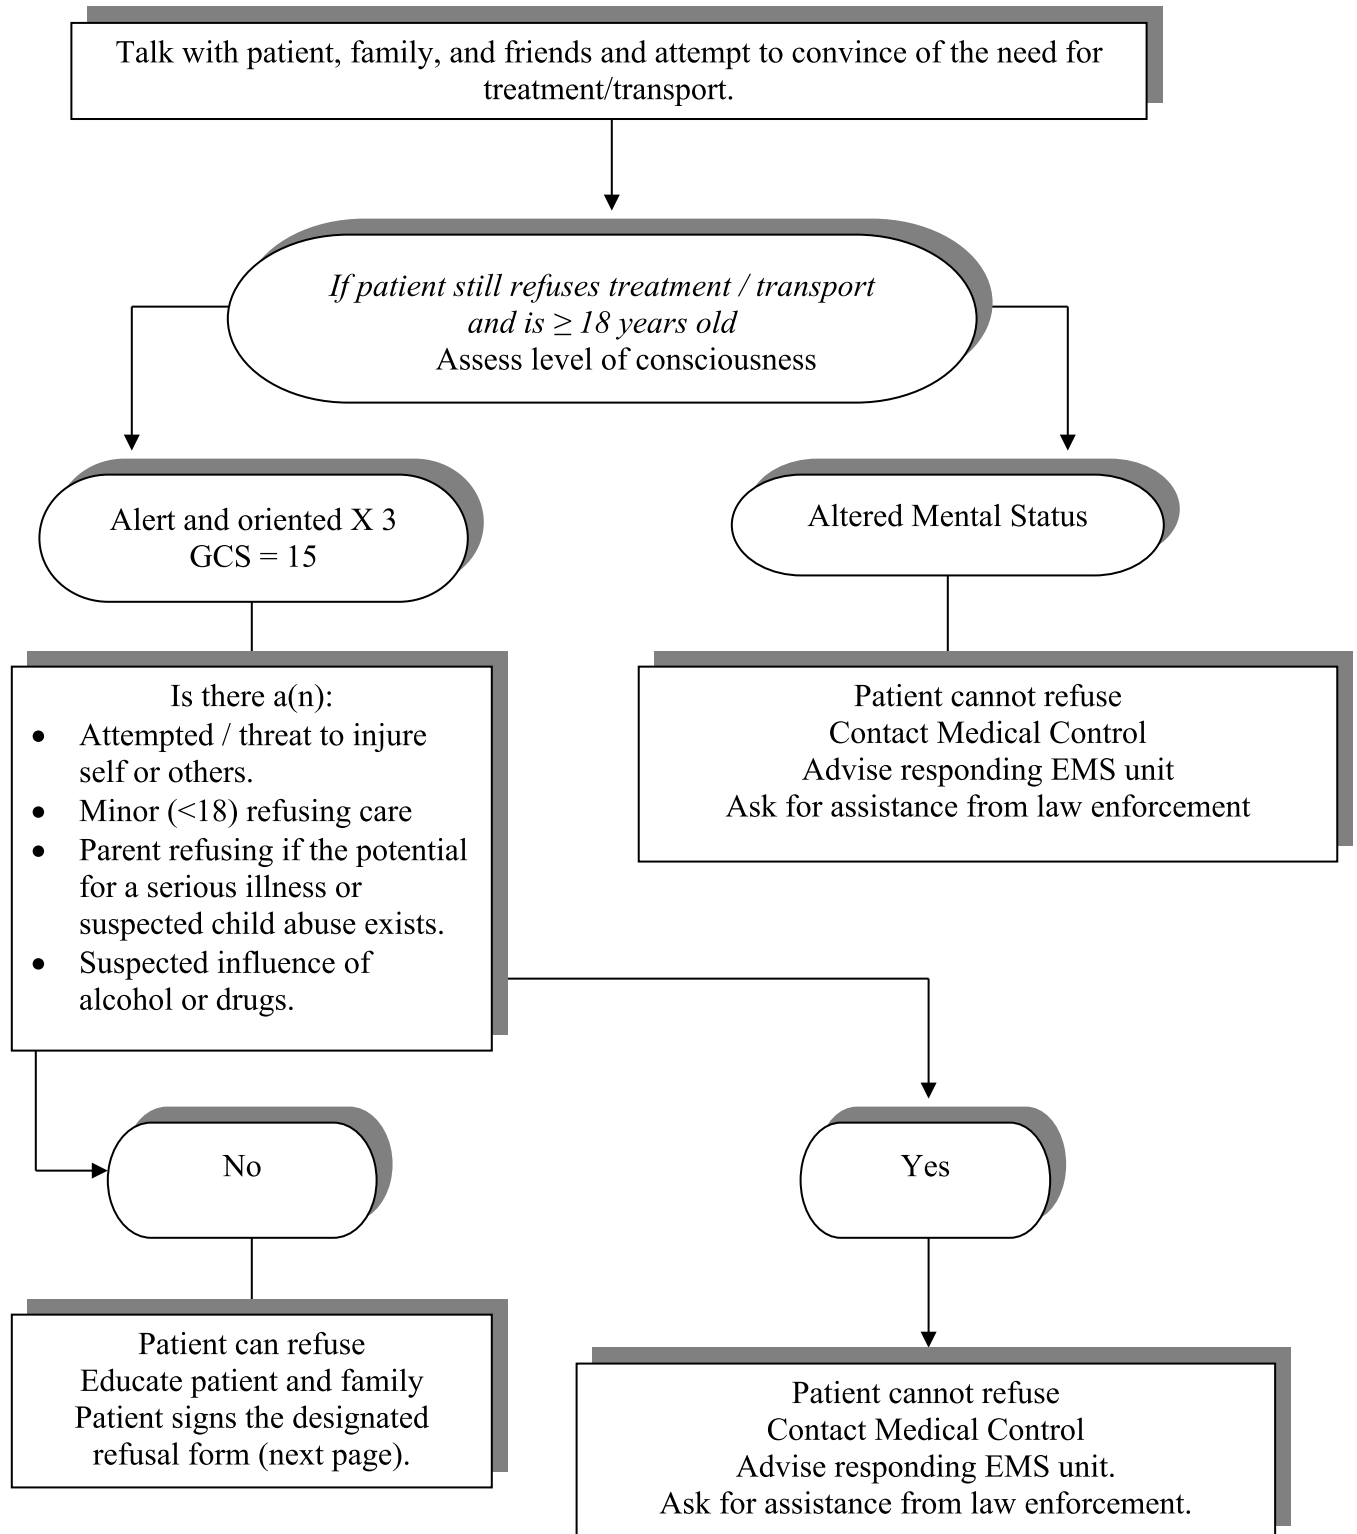 Talk with patient, family, and friends and attempt to convince of the need for
treatment/transport.
If patient still refuses treatment / transport
and is ≥ 18 years old
Assess level of consciousness
Alert and oriented X 3
GCS = 15
Altered Mental Status
Is there a(n):
• Attempted / threat to injure
self or others.
• Minor (<18) refusing care
• Parent refusing if the potential
for a serious illness or
suspected child abuse exists.
• Suspected influence of
alcohol or drugs.
Patient cannot refuse
Contact Medical Control
Advise responding EMS unit
Ask for assistance from law enforcement
No
Yes
Patient can refuse
Educate patient and family
Patient signs the designated
refusal form (next page).
Patient cannot refuse
Contact Medical Control
Advise responding EMS unit.
Ask for assistance from law enforcement.